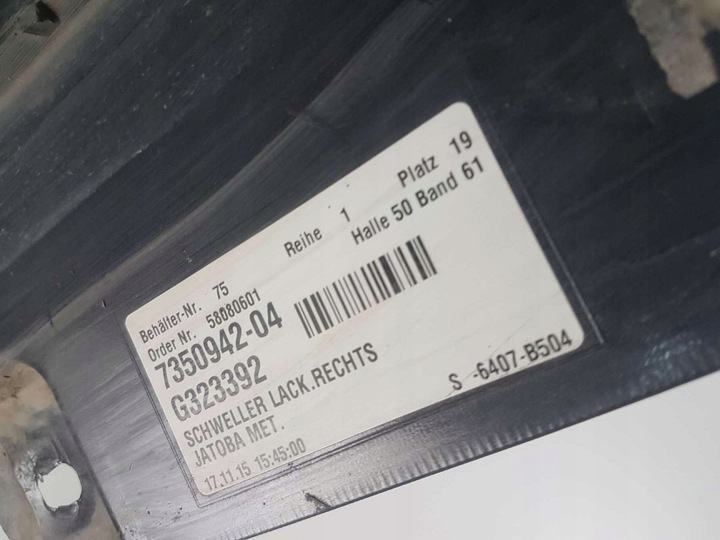 Behälter-Nr. 75 Reihe 1 Platz 19
Order Nr. 58080601 Halle 50 Band 61
7350942-04
G323392
SCHWELLER LACK.RECHTS
JATOBA MET. S -6407-B504
17.11.15 15:45:00